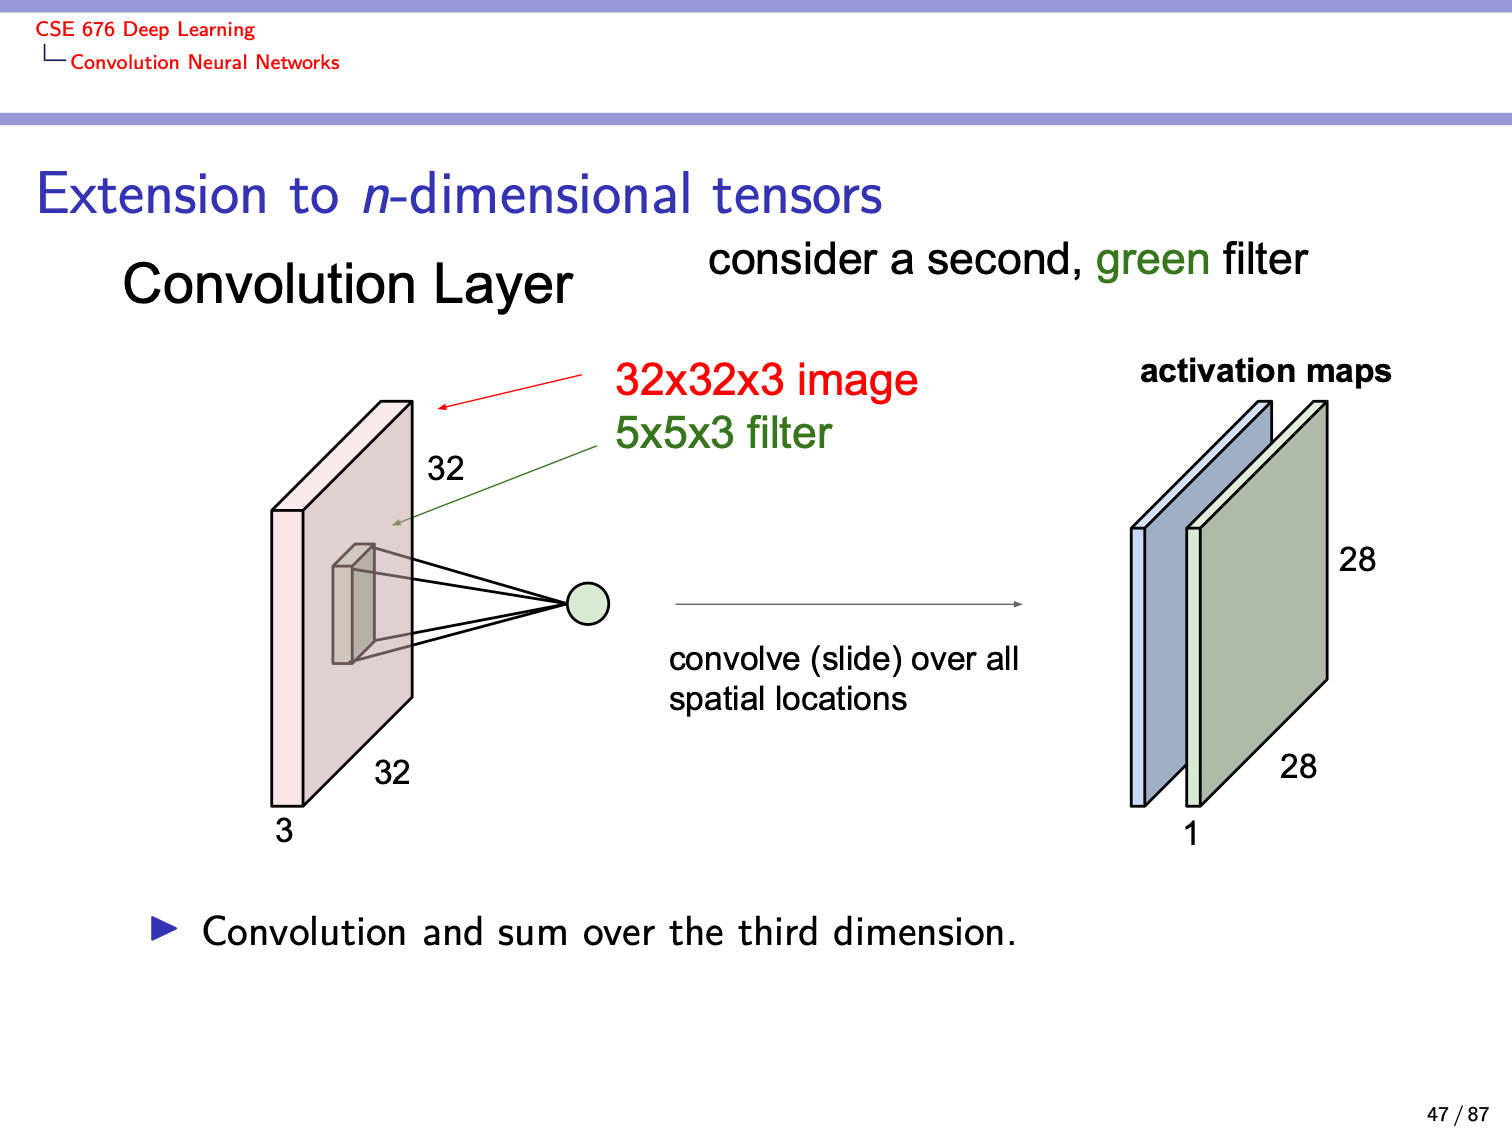 CSE 676 Deep Learning
Convolution Neural Networks
Extension to n-dimensional tensors
Convolution Layer
consider a second, green filter
32x32x3 image
5x5x3 filter
activation maps
32
28
convolve (slide) over all
spatial locations
32
28
3
1
Convolution and sum over the third dimension.
47 / 87